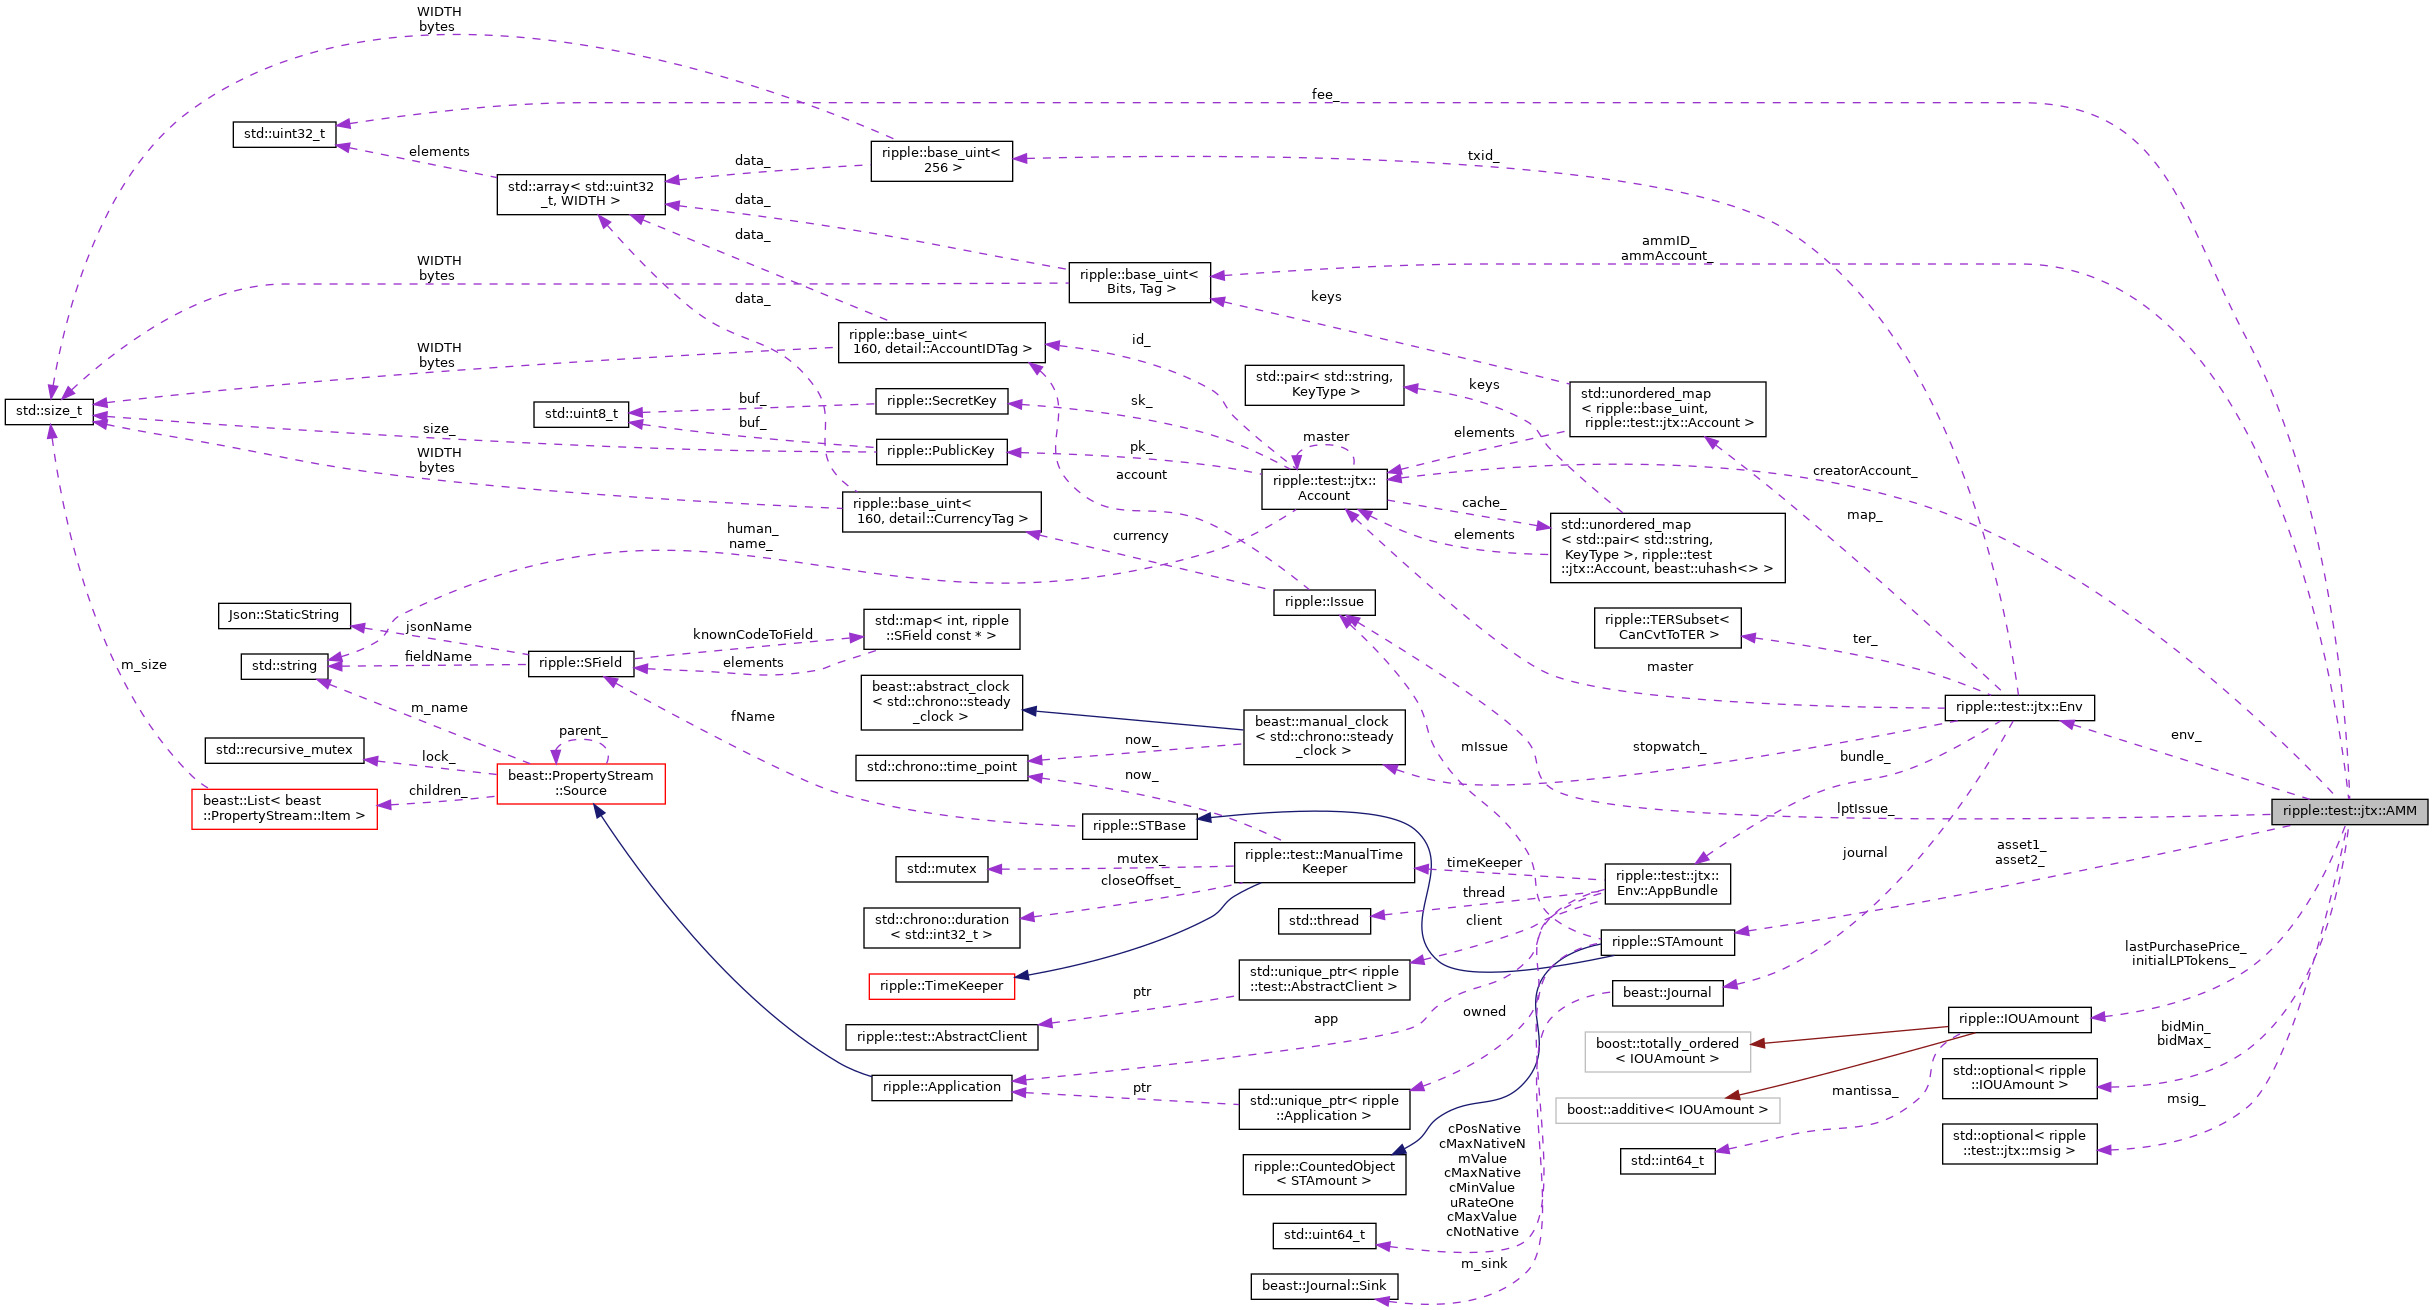 WIDTH
bytes
fee_
std::uint32_t
elements
ripple::base_uint<
256 >
data_
txid_
std::array< std::uint32
_t, WIDTH >
data_
data_
ammID_
ammAccount_
WIDTH
bytes
ripple::base_uint<
Bits, Tag >
data_
keys
ripple::base_uint<
160, detail::AccountIDTag >
id_
WIDTH
bytes
std::pair< std::string,
KeyType >
keys
std::unordered_map
< ripple::base_uint,
ripple::test::jtx::Account >
std::size_t
std::uint8_t
buf_
ripple::SecretKey
sk_
buf_
size_
ripple::PublicKey
pk_
master
elements
WIDTH
bytes
account
ripple::test::jtx::
Account
creatorAccount_
ripple::base_uint<
160, detail::CurrencyTag >
cache_
map_
std::unordered_map
< std::pair< std::string,
KeyType >, ripple::test
::jtx::Account, beast::uhash<> >
elements
human_
name_
currency
ripple::Issue
Json::StaticString
jsonName
knownCodeToField
std::map< int, ripple
::SField const * >
ripple::TERSubset<
CanCvtToTER >
ter_
std::string
fieldName
ripple::SField
elements
m_size
master
m_name
fName
beast::abstract_clock
< std::chrono::steady
_clock >
ripple::test::jtx::Env
beast::manual_clock
< std::chrono::steady
_clock >
parent_
now_
mIssue
stopwatch_
env_
std::recursive_mutex
lock_
bundle_
std::chrono::time_point
now_
beast::PropertyStream
::Source
children_
beast::List< beast
::PropertyStream::Item >
lptIssue_
ripple::test::jtx::AMM
ripple::STBase
ripple::test::ManualTime
Keeper
timeKeeper
journal
asset1_
asset2_
std::mutex
mutex_
closeOffset_
ripple::test::jtx::
Env::AppBundle
thread
std::chrono::duration
< std::int32_t >
std::thread
client
ripple::STAmount
lastPurchasePrice_
initialLPTokens_
ripple::TimeKeeper
std::unique_ptr< ripple
::test::AbstractClient >
ptr
beast::Journal
app
owned
ripple::IOUAmount
ripple::test::AbstractClient
boost::totally_ordered
< IOUAmount >
bidMin_
bidMax_
std::optional< ripple
::IOUAmount >
ripple::Application
ptr
std::unique_ptr< ripple
::Application >
boost::additive< IOUAmount >
mantissa_
msig_
cPosNative
cMaxNativeN
mValue
cMaxNative
cMinValue
uRateOne
cMaxValue
cNotNative
std::optional< ripple
::test::jtx::msig >
ripple::CountedObject
< STAmount >
std::int64_t
std::uint64_t
m_sink
beast::Journal::Sink